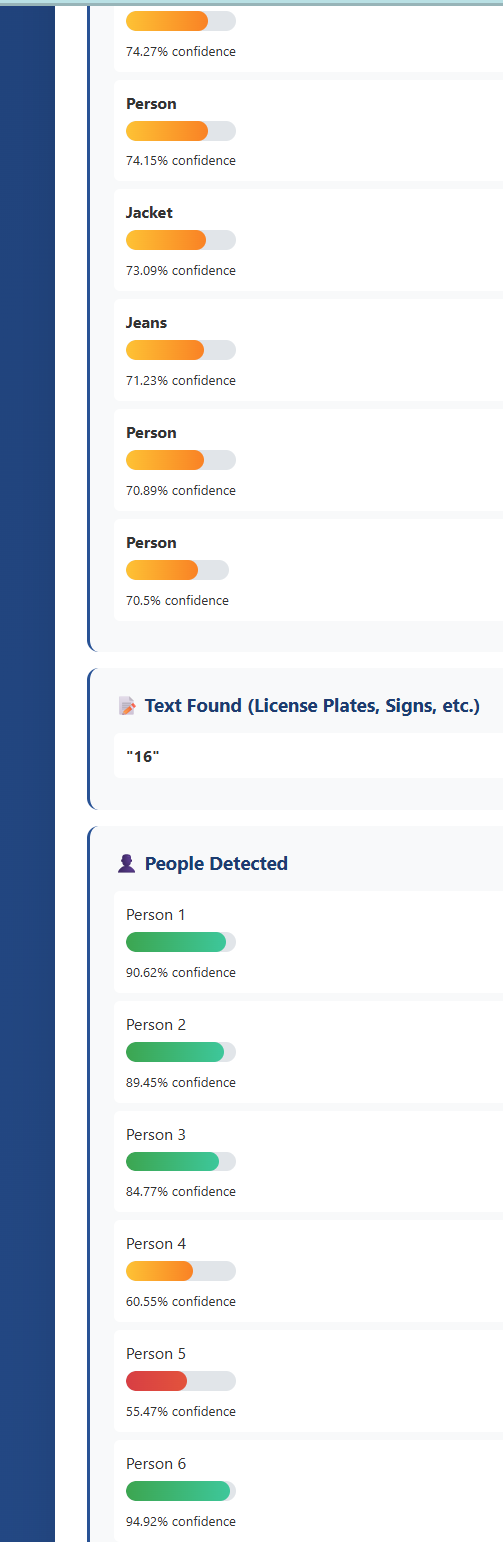 74.27% confidence
Person
74.15% confidence
Jacket
73.09% confidence
Jeans
71.23% confidence
Person
70.89% confidence
Person
70.5% confidence
Text Found (License Plates, Signs, etc.)
"16"
People Detected
Person 1
90.62% confidence
Person 2
89.45% confidence
Person 3
84.77% confidence
Person 4
60.55% confidence
Person 5
55.47% confidence
Person 6
94.92% confidence